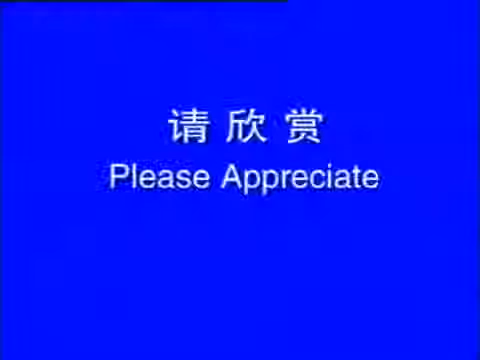 请欣赏
Please Appreciate